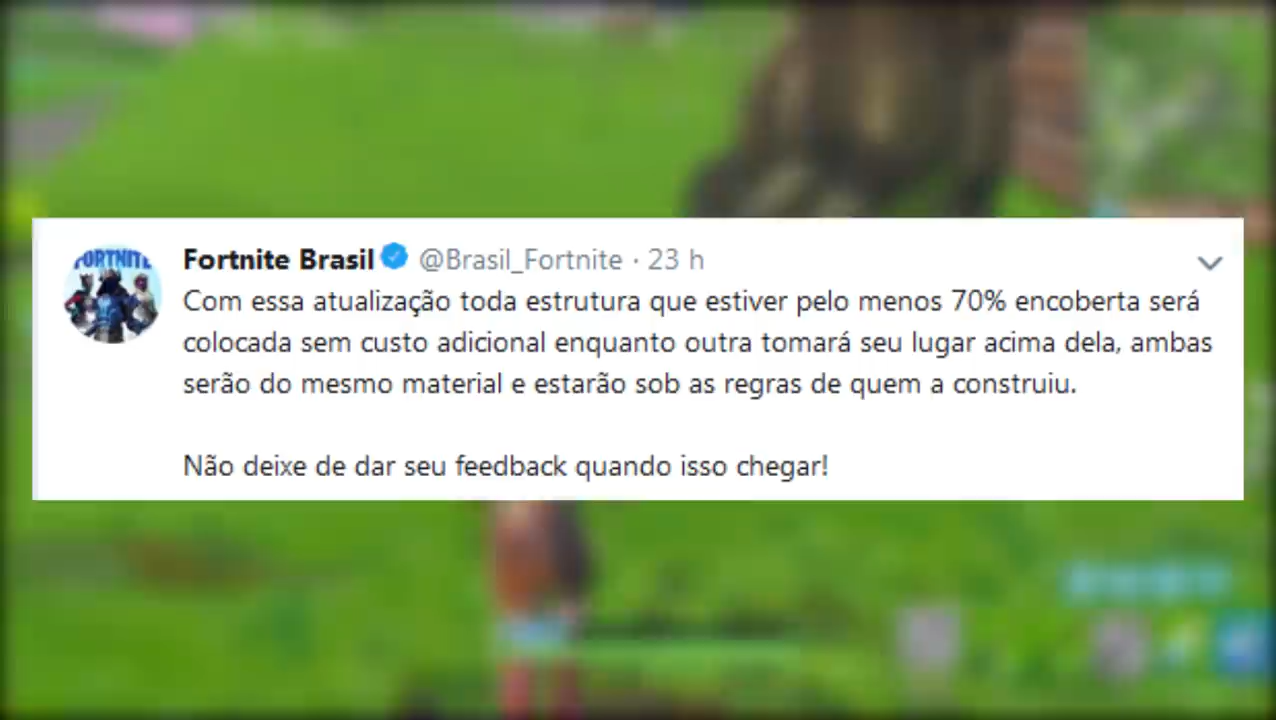 FORTNITE
Fortnite Brasil @Brasil_Fortnite · 23 h
Com essa atualização toda estrutura que estiver pelo menos 70% encoberta será
colocada sem custo adicional enquanto outra tomará seu lugar acima dela, ambas
serão do mesmo material e estarão sob as regras de quem a construiu.
Não deixe de dar seu feedback quando isso chegar!